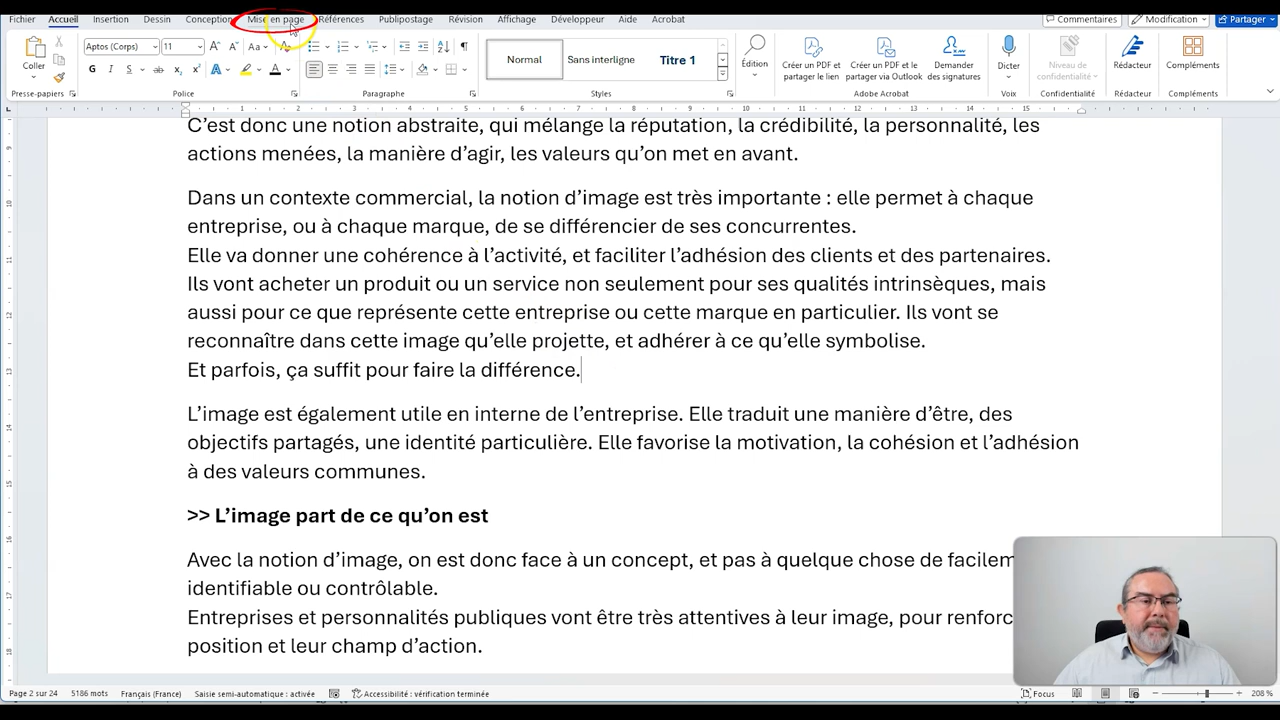 Fichier Accueil Insertion Dessin Conception Mise en page Références Publipostage Révision Affichage Développeur Aide Acrobat Commentaires Modification Partager
Coller
Aptos (Corps) 11
Normal Sans interligne Titre 1
Édition
Créer un PDF et partager le lien
Créer un PDF et partager via Outlook
Demander des signatures
Dicter
Niveau de confidentialité
Rédacteur
Compléments
Presse-papiers Police Paragraphe Styles Adobe Acrobat Voix Confidentialité Rédacteur Compléments
C’est donc une notion abstraite, qui mélange la réputation, la crédibilité, la personnalité, les
actions menées, la manière d’agir, les valeurs qu’on met en avant.
Dans un contexte commercial, la notion d’image est très importante : elle permet à chaque
entreprise, ou à chaque marque, de se différencier de ses concurrentes.
Elle va donner une cohérence à l’activité, et faciliter l’adhésion des clients et des partenaires.
Ils vont acheter un produit ou un service non seulement pour ses qualités intrinsèques, mais
aussi pour ce que représente cette entreprise ou cette marque en particulier. Ils vont se
reconnaître dans cette image qu’elle projette, et adhérer à ce qu’elle symbolise.
Et parfois, ça suffit pour faire la différence.
L’image est également utile en interne de l’entreprise. Elle traduit une manière d’être, des
objectifs partagés, une identité particulière. Elle favorise la motivation, la cohésion et l’adhésion
à des valeurs communes.
>> L’image part de ce qu’on est
Avec la notion d’image, on est donc face à un concept, et pas à quelque chose de facilem
identifiable ou contrôlable.
Entreprises et personnalités publiques vont être très attentives à leur image, pour renforc
position et leur champ d’action.
Page 2 sur 24 5186 mots Français (France) Saisie semi-automatique : activée Accessibilité : vérification terminée Focus 208 %